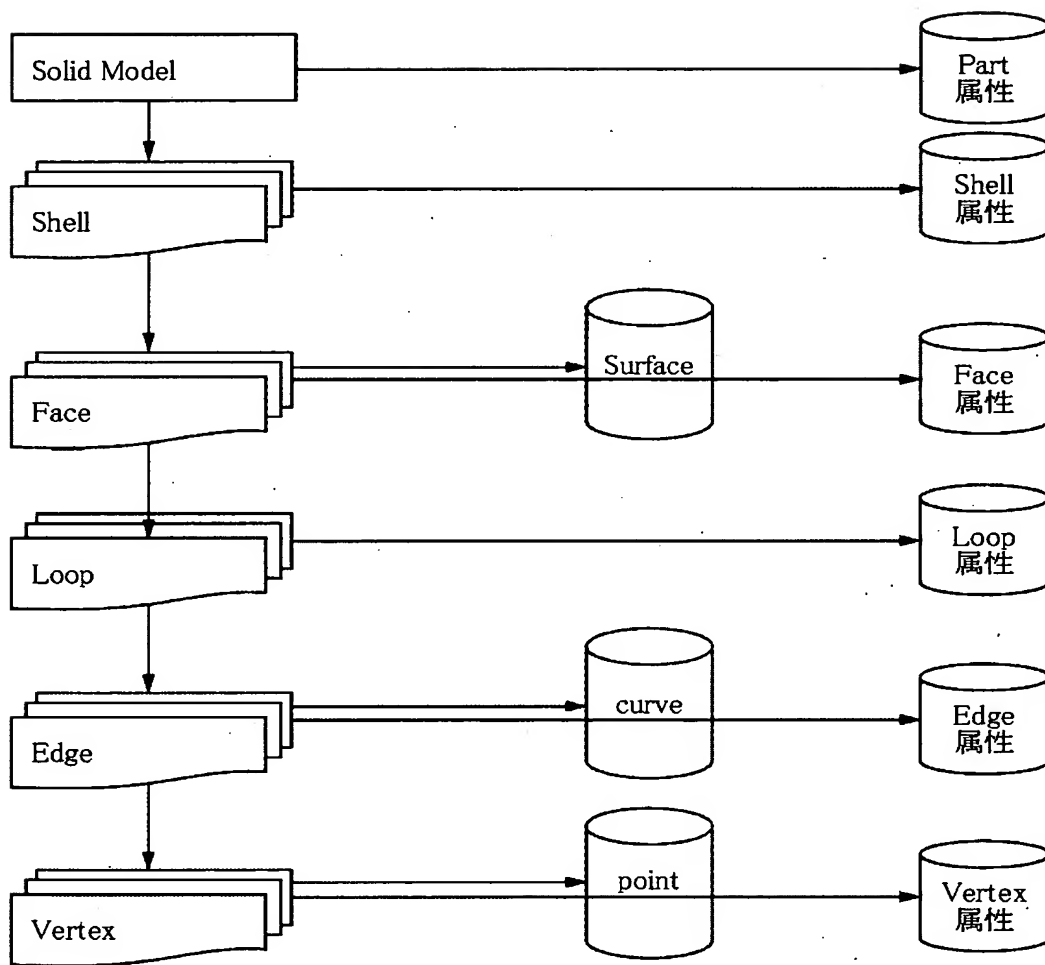 Solid Model
Part
属性
Shell
Shell
属性
Face
Surface
Face
属性
Loop
Loop
属性
Edge
curve
Edge
属性
Vertex
point
Vertex
属性